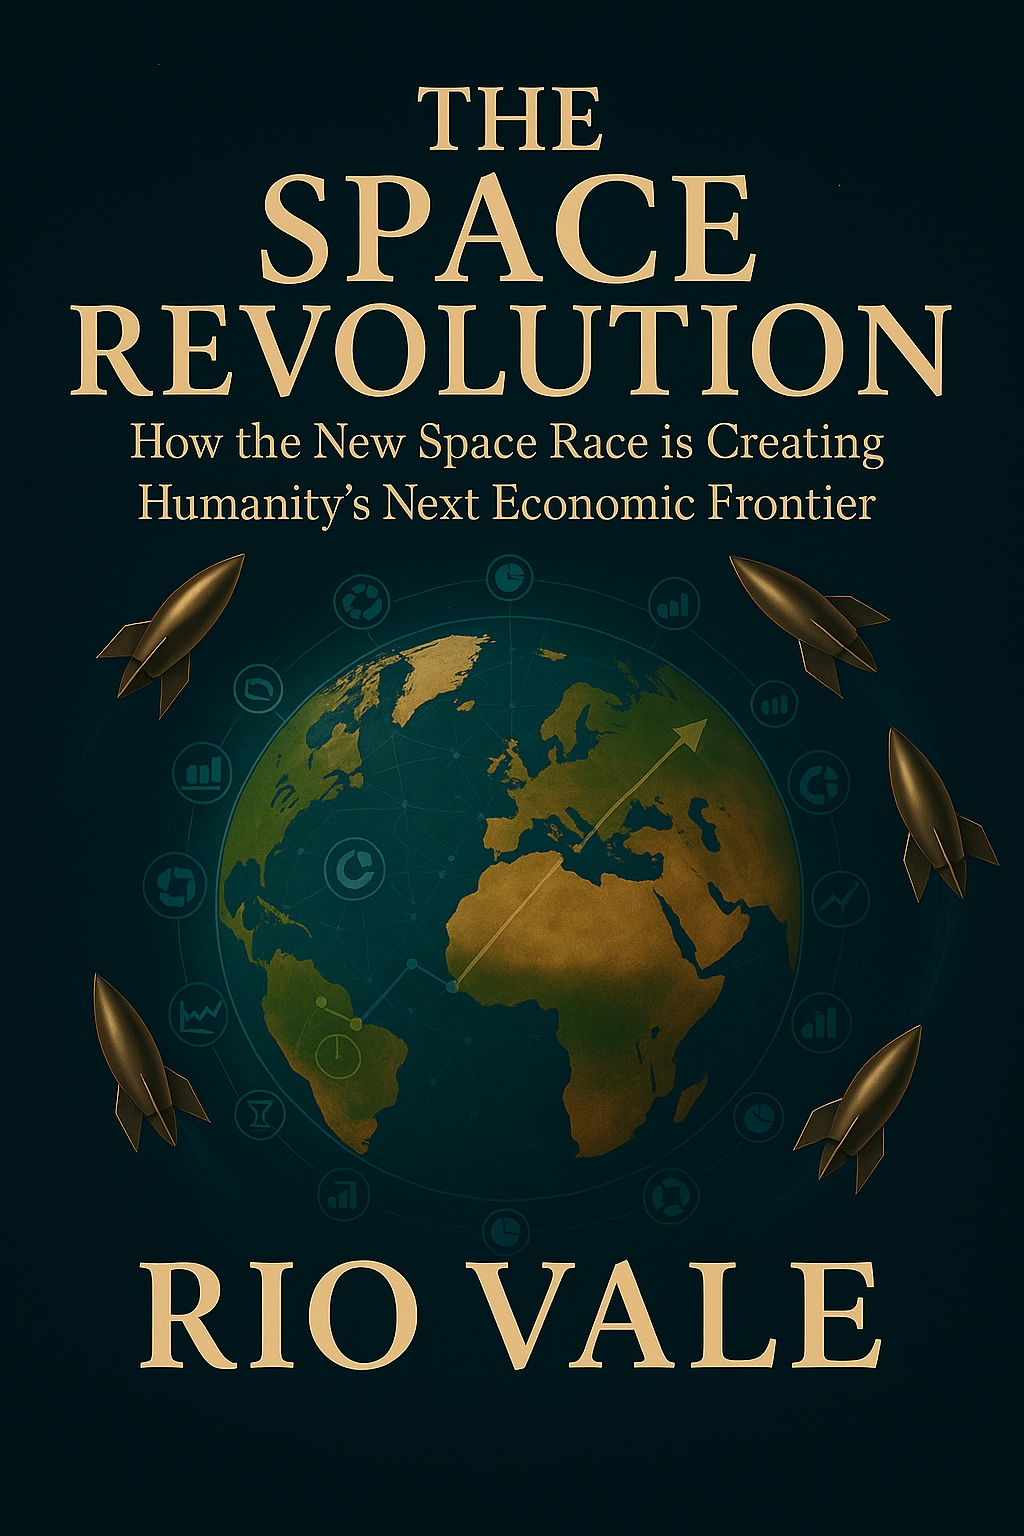 THE
SPACE
REVOLUTION
How the New Space Race is Creating
Humanity’s Next Economic Frontier
RIO VALE